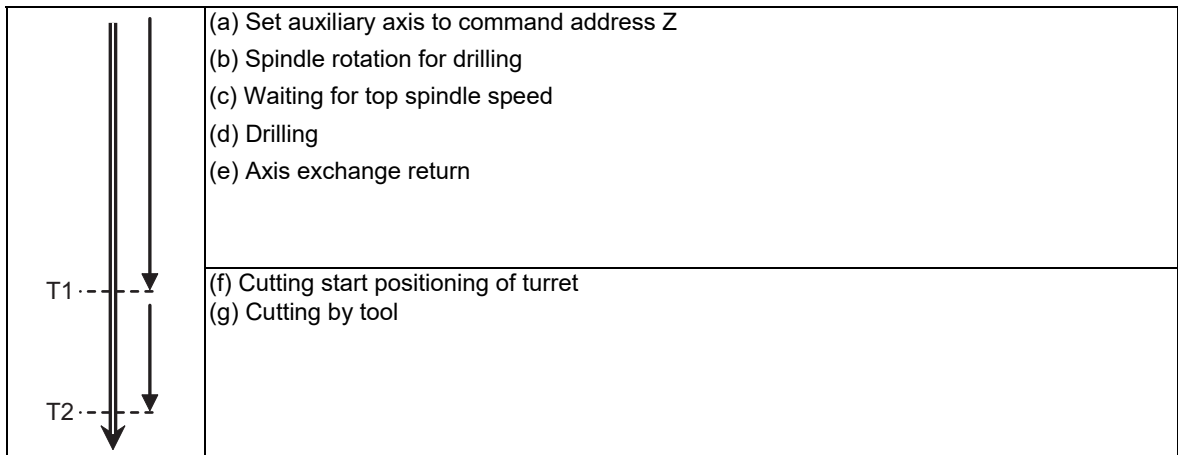 (a) Set auxiliary axis to command address Z
(b) Spindle rotation for drilling
(c) Waiting for top spindle speed
(d) Drilling
(e) Axis exchange return
T1
(f) Cutting start positioning of turret
(g) Cutting by tool
T2